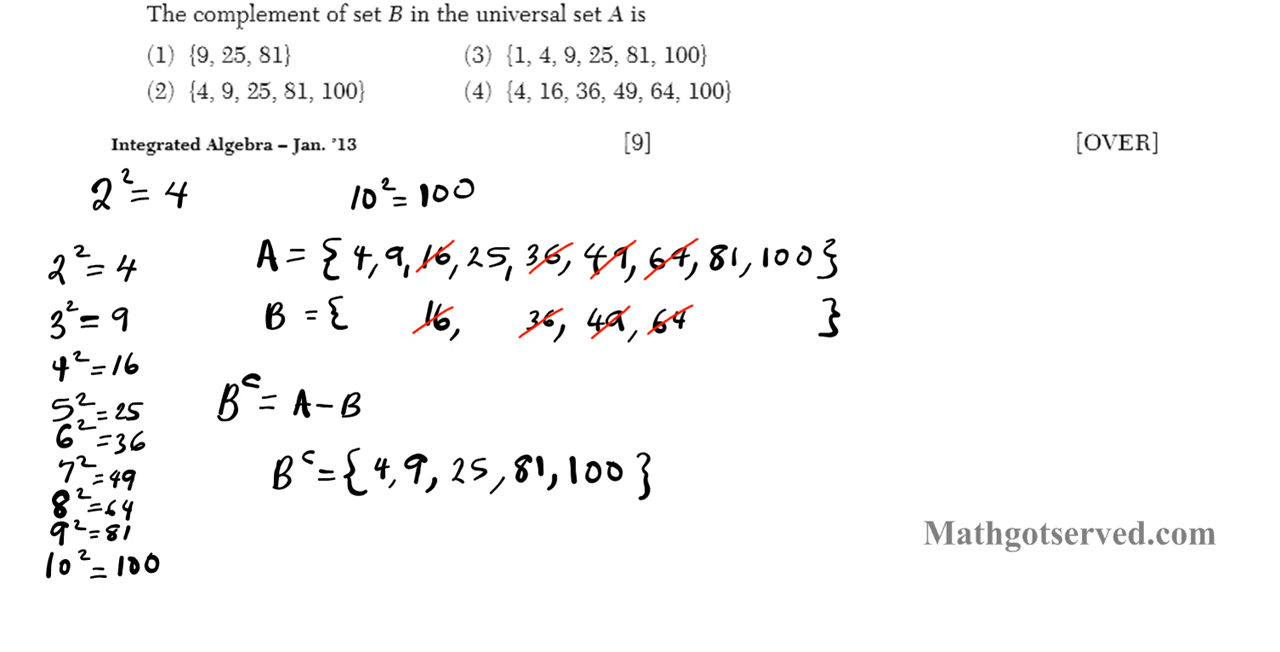 The complement of set B in the universal set A is
(1) {9, 25, 81} (3) {1, 4, 9, 25, 81, 100}
(2) {4, 9, 25, 81, 100} (4) {4, 16, 36, 49, 64, 100}
Integrated Algebra – Jan. ’13 [9] [OVER]
2² = 4 10² = 100
A = {4, 9, 16, 25, 36, 49, 64, 81, 100}
B = { 16, 36, 49, 64 }
Bᶜ = A – B
Bᶜ = {4, 9, 25, 81, 100}
2² = 4
3² = 9
4² = 16
5² = 25
6² = 36
7² = 49
8² = 64
9² = 81
10² = 100
Mathgotserved.com